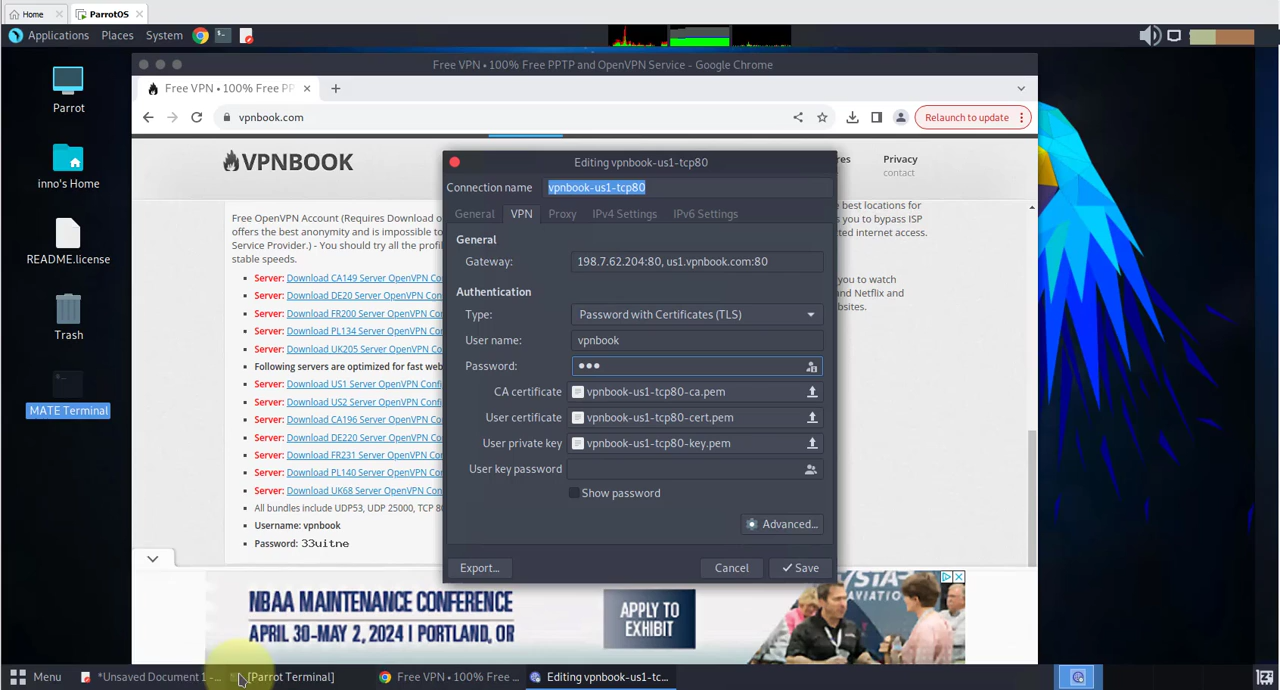 Home
ParrotOS
Applications Places System
Parrot
inno's Home
README.license
Trash
MATE Terminal
Free VPN • 100% Free PPTP and OpenVPN Service - Google Chrome
Free VPN • 100% Free PP
vpnbook.com
Relaunch to update
VPNBOOK
res Privacy
contact
Free OpenVPN Account (Requires Download o
offers the best anonymity and is impossible to
Service Provider.) - You should try all the profil
stable speeds.
Server: Download CA149 Server OpenVPN Con
Server: Download DE20 Server OpenVPN Con
Server: Download FR200 Server OpenVPN Co
Server: Download PL134 Server OpenVPN Con
Server: Download UK205 Server OpenVPN Co
Following servers are optimized for fast web
Server: Download US1 Server OpenVPN Confi
Server: Download US2 Server OpenVPN Confi
Server: Download CA196 Server OpenVPN Co
Server: Download DE220 Server OpenVPN Co
Server: Download FR231 Server OpenVPN Co
Server: Download PL140 Server OpenVPN Co
Server: Download UK68 Server OpenVPN Con
All bundles include UDP53, UDP 25000, TCP 80
Username: vpnbook
Password: 33uitne
best locations for
s you to bypass ISP
ted internet access.
you to watch
and Netflix and
bsites.
Editing vpnbook-us1-tcp80
Connection name vpnbook-us1-tcp80
General VPN Proxy IPv4 Settings IPv6 Settings
General
Gateway: 198.7.62.204:80, us1.vpnbook.com:80
Authentication
Type: Password with Certificates (TLS)
User name: vpnbook
Password: •••
CA certificate vpnbook-us1-tcp80-ca.pem
User certificate vpnbook-us1-tcp80-cert.pem
User private key vpnbook-us1-tcp80-key.pem
User key password
Show password
Advanced...
Export... Cancel Save
NBAA MAINTENANCE CONFERENCE
APRIL 30-MAY 2, 2024 | PORTLAND, OR
APPLY TO
EXHIBIT
AVIATION
Menu *Unsaved Document 1 -... [Parrot Terminal] Free VPN • 100% Free ... Editing vpnbook-us1-tc...